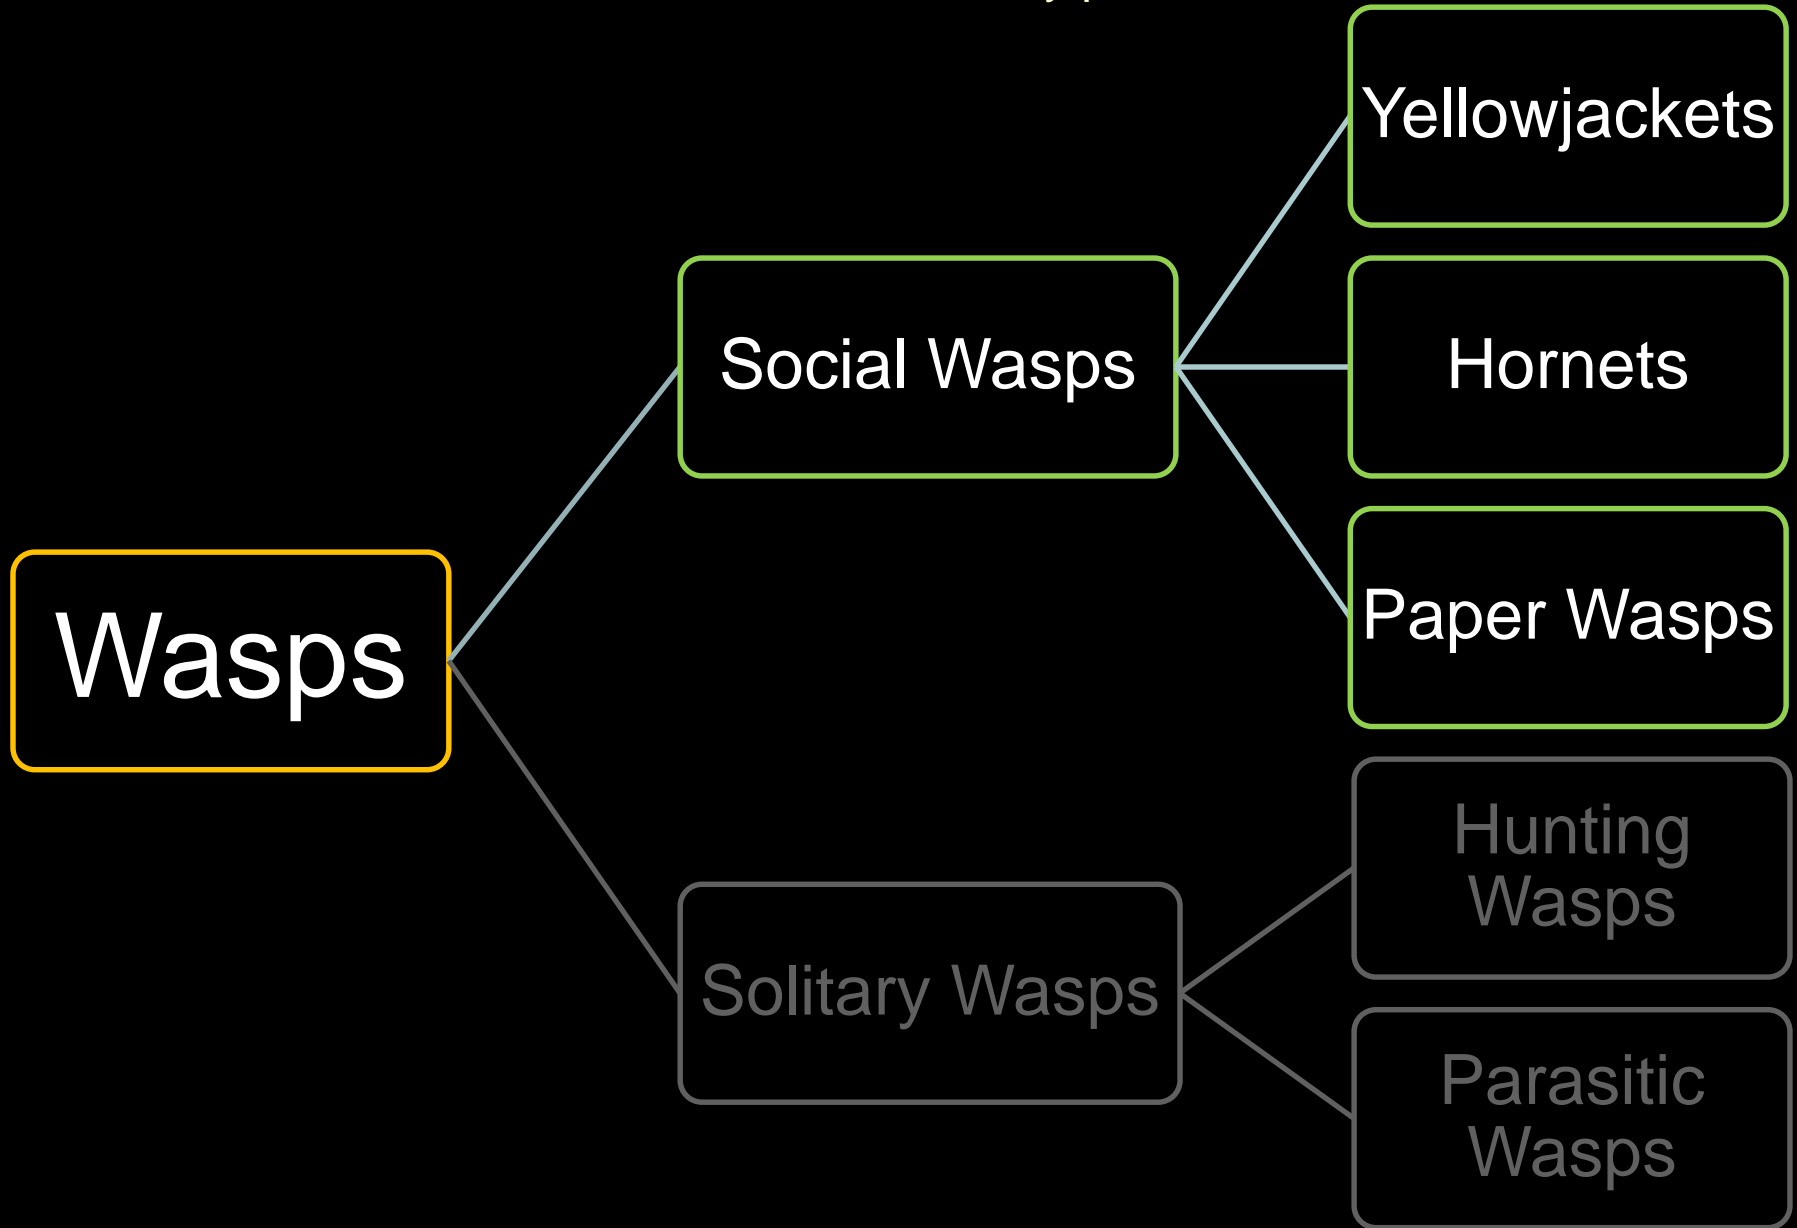 Yellowjackets
Social Wasps
Hornets
Paper Wasps
Wasps
Hunting
Wasps
Solitary Wasps
Parasitic
Wasps